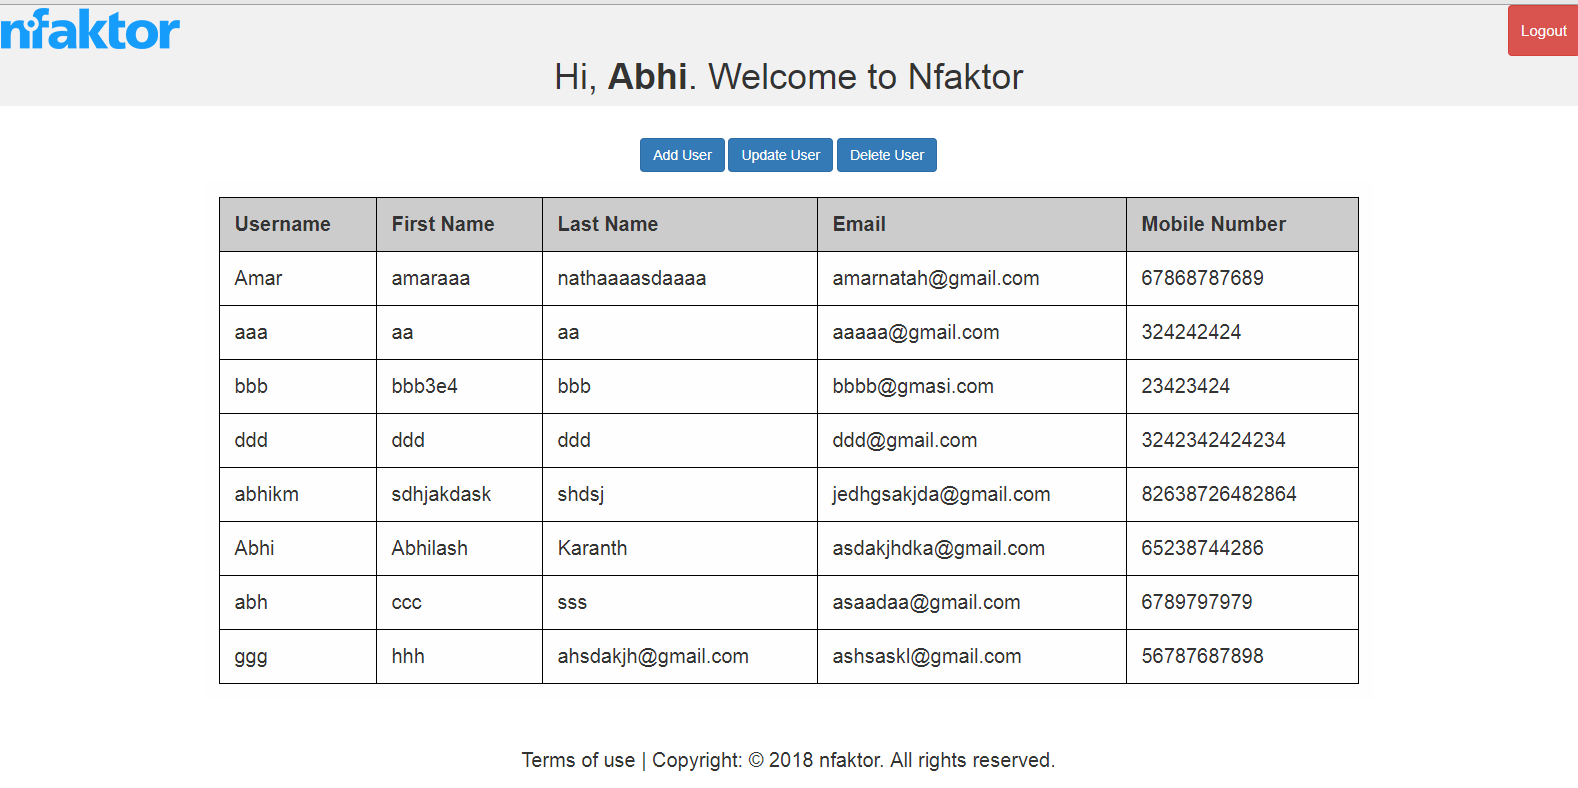 nfaktor
Logout
Hi, Abhi. Welcome to Nfaktor
Add User Update User Delete User
Username First Name Last Name Email Mobile Number
Amar amaraaa nathaaaasdaaaa amarnatah@gmail.com 67868787689
aaa aa aa aaaaa@gmail.com 324242424
bbb bbb3e4 bbb bbbb@gmasi.com 23423424
ddd ddd ddd ddd@gmail.com 3242342424234
abhikm sdhjakdask shdsj jedhgsakjda@gmail.com 82638726482864
Abhi Abhilash Karanth asdakjhdka@gmail.com 65238744286
abh ccc sss asaadaa@gmail.com 6789797979
ggg hhh ahsdakjh@gmail.com ashsaskl@gmail.com 56787687898
Terms of use | Copyright: © 2018 nfaktor. All rights reserved.